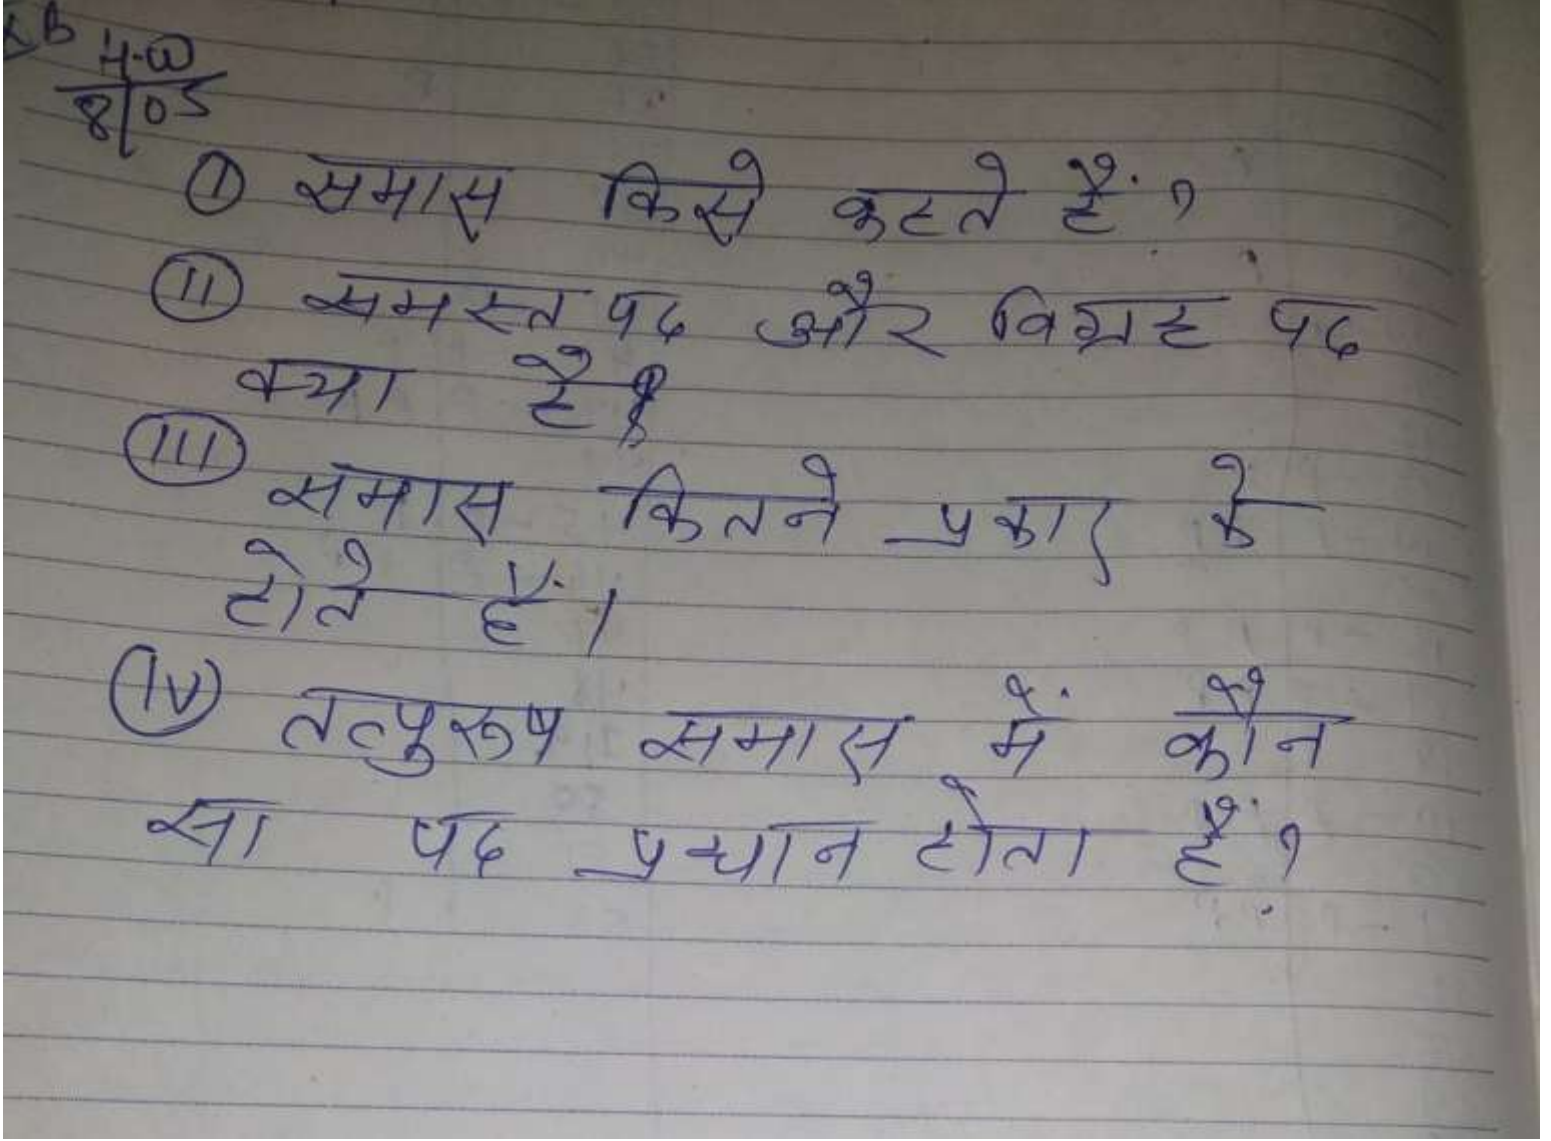 H.W
8/05
(I) समास किसे कहते हैं ?
(II) समस्त पद और विग्रह पद
क्या है?
(III)
समास कितने प्रकार के
होते हैं।
(IV) तत्पुरूष समास में कौन
सा पद प्रधान होता है ?